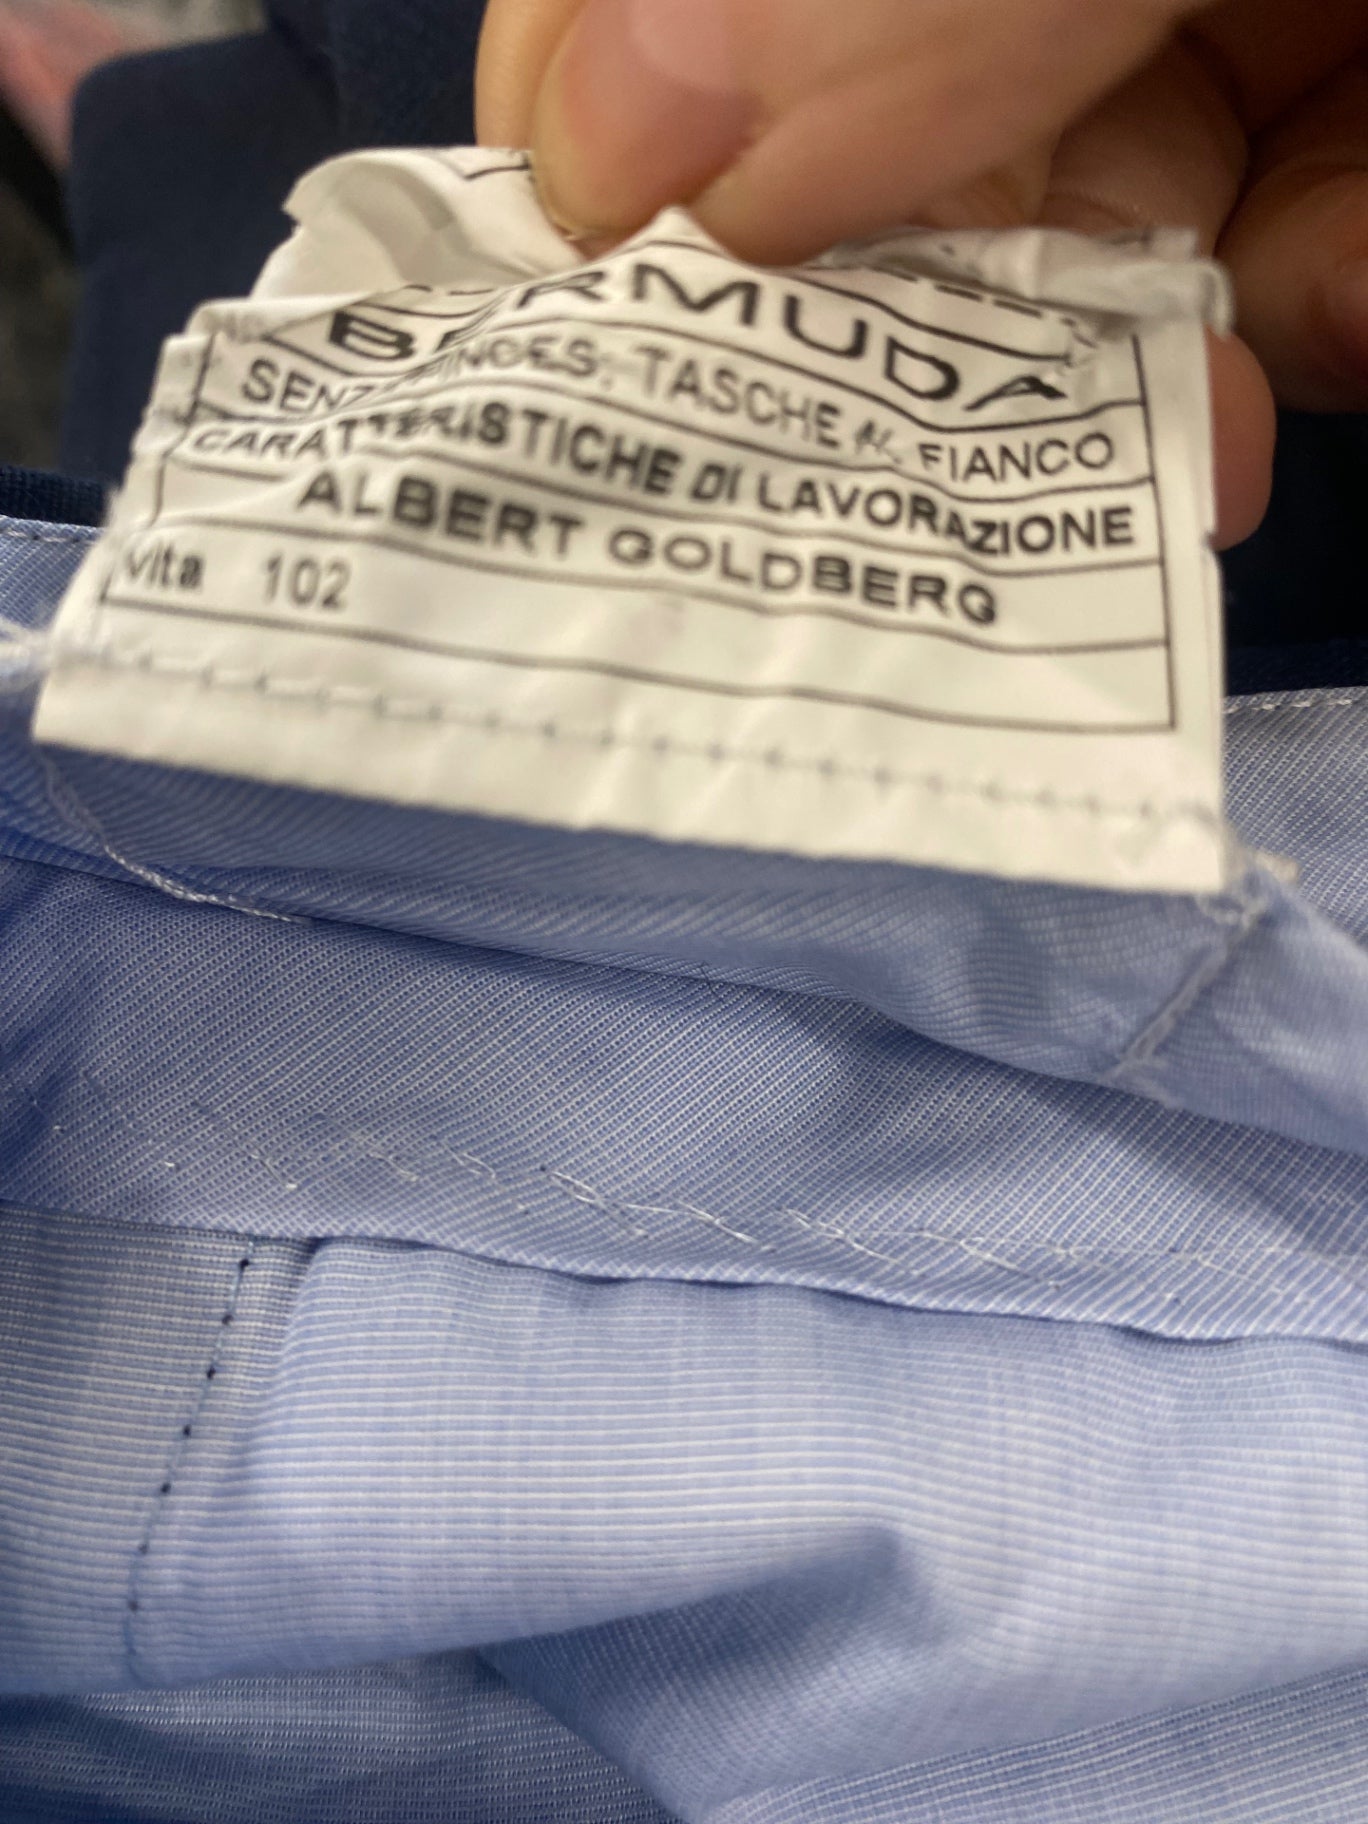 BERMUDA
SENZA PINCES; TASCHE AL FIANCO
CARATTERISTICHE DI LAVORAZIONE
ALBERT GOLDBERG
vita 102